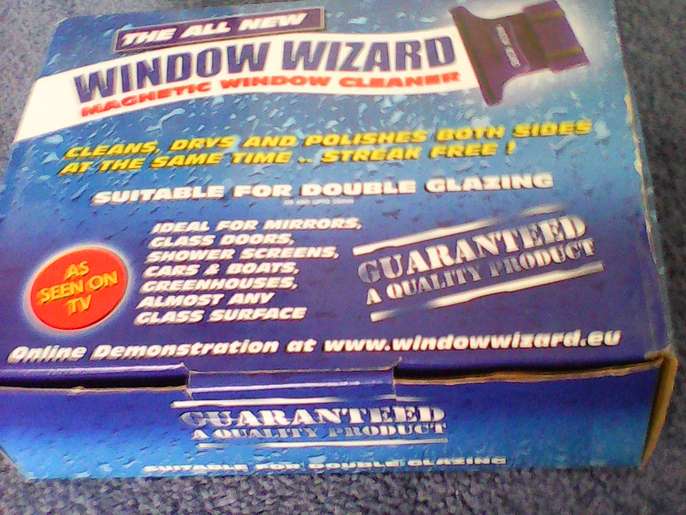 THE ALL NEW
WINDOW WIZARD
MAGNETIC WINDOW CLEANER
CLEANS, DRYS AND POLISHES BOTH SIDES
AT THE SAME TIME .. STREAK FREE !
SUITABLE FOR DOUBLE GLAZING
IDEAL FOR MIRRORS,
GLASS DOORS,
SHOWER SCREENS,
CARS & BOATS,
GREENHOUSES,
ALMOST ANY
GLASS SURFACE
AS
SEEN ON
TV
GUARANTEED
A QUALITY PRODUCT
Online Demonstration at www.windowwizard.eu
GUARANTEED
A QUALITY PRODUCT
SUITABLE FOR DOUBLE GLAZING